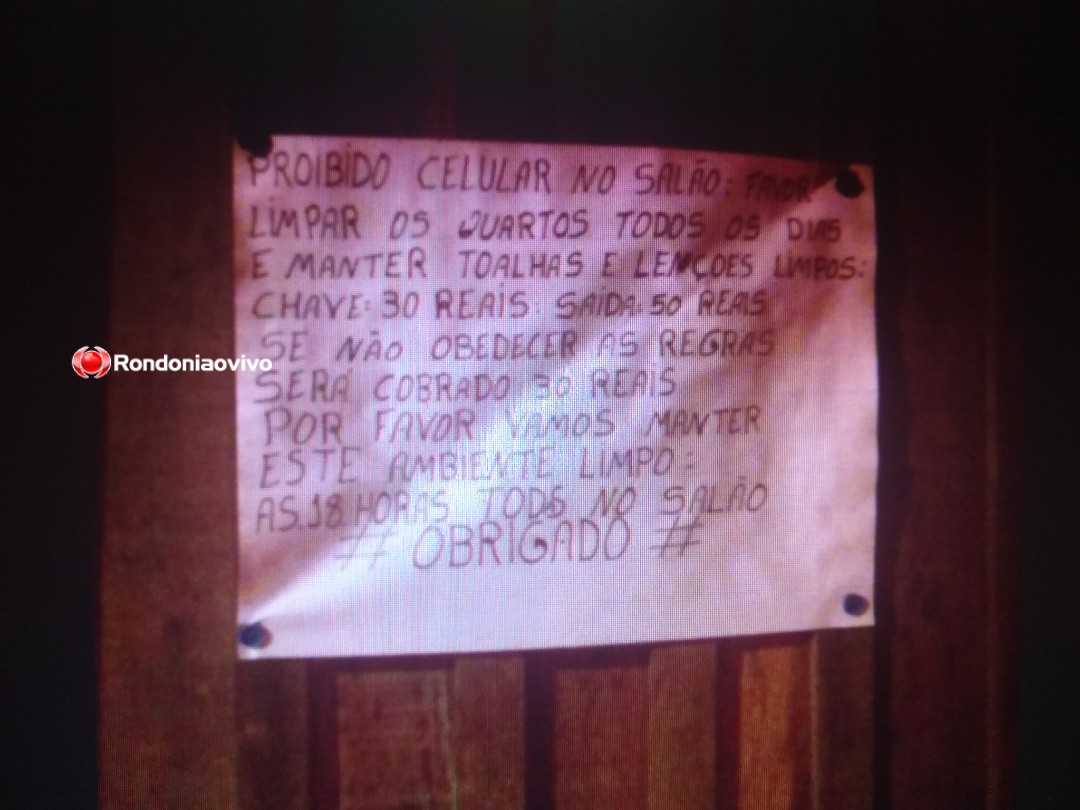 PROIBIDO CELULAR NO SALÃO: FAVOR
LIMPAR OS QUARTOS TODOS OS DIAS
E MANTER TOALHAS E LENÇOES LIMPOS:
CHAVE: 30 REAIS: SAÍDA: 50 REAIS
SE NÃO OBEDECER AS REGRAS
SERÁ COBRADO: 30 REAIS
POR FAVOR VAMOS MANTER
ESTE AMBIENTE LIMPO:
AS.18 HORAS TODS NO SALÃO
# OBRIGADO #
Rondoniaovivo